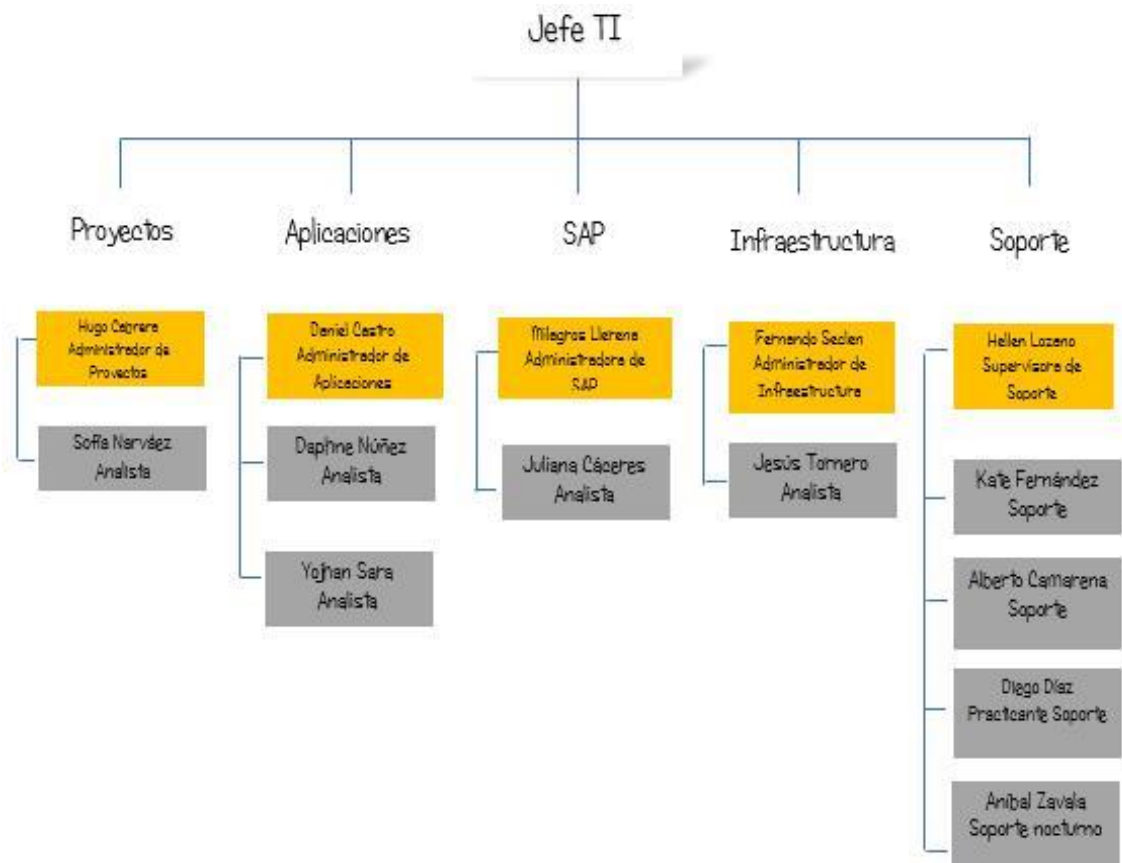 Jefe TI
Proyectos
Aplicaciones
SAP
Infraestructura
Soporte
Hugo Cabrera
Administrador de
Proyectos
Sofía Narváez
Analista
Daniel Castro
Administrador de
Aplicaciones
Daphne Núñez
Analista
Yojhan Sara
Analista
Milagros Llerena
Administradora de
SAP
Juliana Cáceres
Analista
Fernando Seclen
Administrador de
Infraestructura
Jesús Tornero
Analista
Hellen Lozano
Supervisora de
Soporte
Kate Fernández
Soporte
Alberto Camarena
Soporte
Diego Díaz
Practicante Soporte
Aníbal Zavala
Soporte nocturno